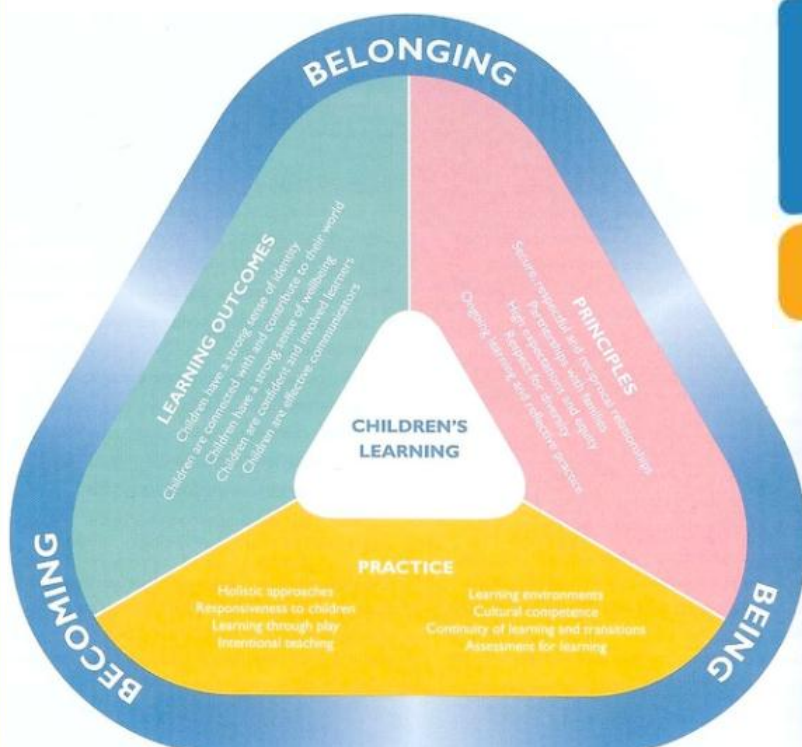 BELONGING
LEARNING OUTCOMES
Children have a strong sense of identity
Children are connected with and contribute to their world
Children have a strong sense of wellbeing
Children are confident and involved learners
Children are effective communicators
PRINCIPLES
Secure, respectful and reciprocal relationships
Partnerships with families
High expectations and equity
Respect for diversity
Ongoing learning and reflective practice
CHILDREN'S
LEARNING
PRACTICE
Holistic approaches
Responsiveness to children
Learning through play
Intentional teaching
Learning environments
Cultural competence
Continuity of learning and transitions
Assessment for learning
BECOMING
BEING